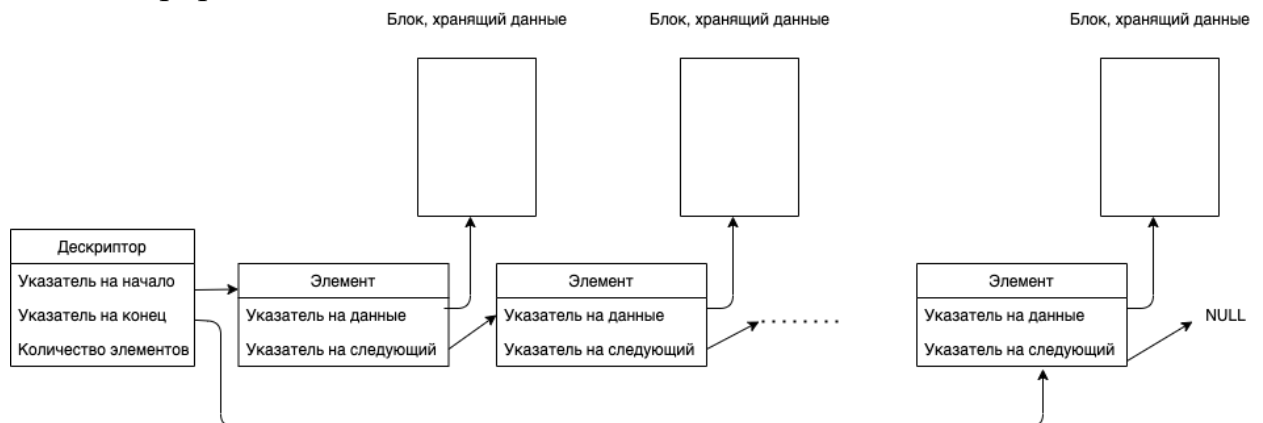 Блок, хранящий данные
Блок, хранящий данные
Блок, хранящий данные
Дескриптор
Указатель на начало
Указатель на конец
Количество элементов
Элемент
Указатель на данные
Указатель на следующий
Элемент
Указатель на данные
Указатель на следующий
........
Элемент
Указатель на данные
Указатель на следующий
NULL